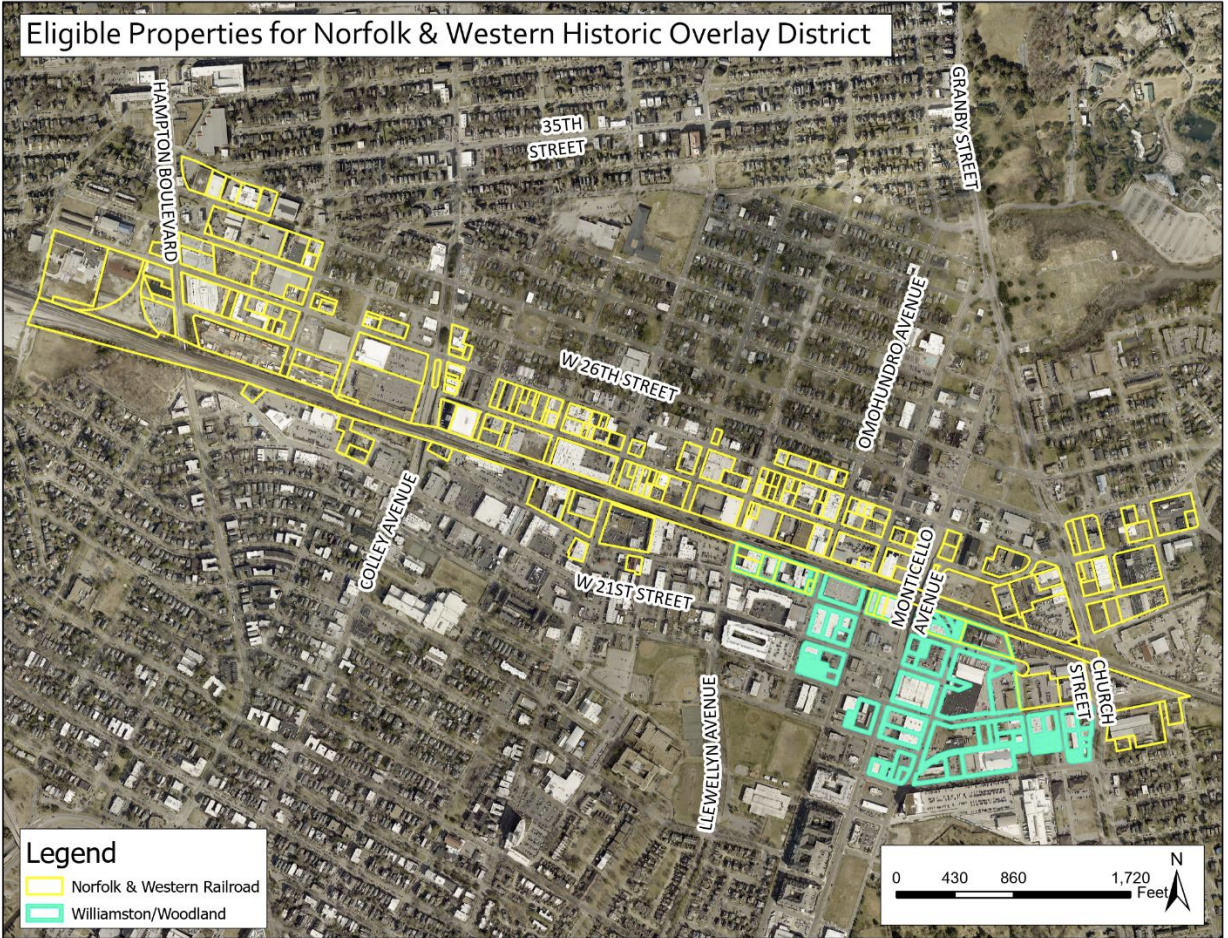 Eligible Properties for Norfolk & Western Historic Overlay District
HAMPTON BOULEVARD
35TH
STREET
GRANBY STREET
OMOHUNDRO AVENUE
W 26TH STREET
COLLEY AVENUE
W 21ST STREET
MONTICELLO
AVENUE
LLEWELLYN AVENUE
CHURCH
STREET
Legend
Norfolk & Western Railroad
Williamston/Woodland
N
0 430 860 1,720
Feet